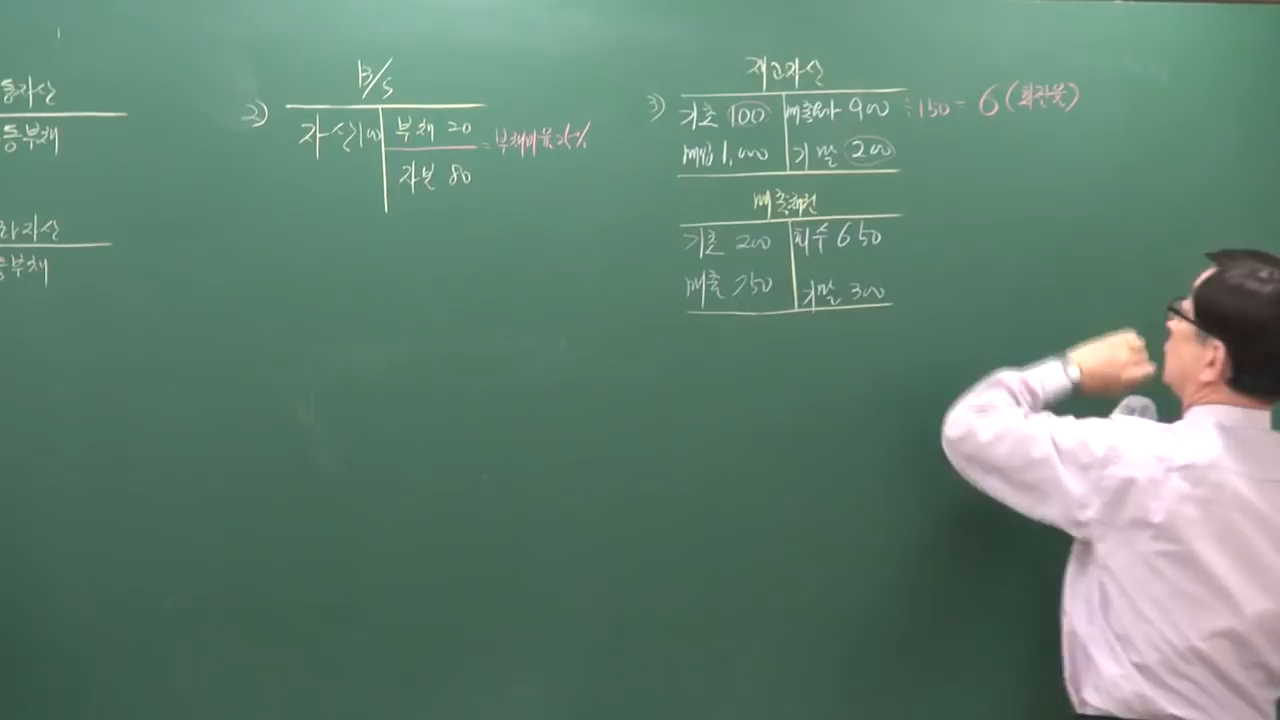 동자산
동부채
자산
동부채
2)
B/S
자산 100 부채 20 = 부채비율 25%
자본 80
3) 재고자산
기초 100 매출원가 900 ÷ 150 = 6 (회전율)
매입 1,000 기말 200
매출채권
기초 200 회수 650
매출 750 기말 300